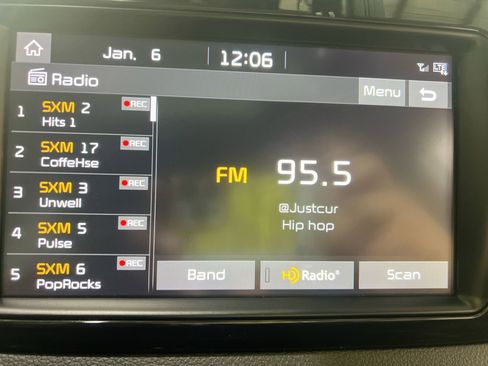 Jan. 6 12:06
LTE
Radio
Menu
1 SXM 2 REC
Hits 1
2 SXM 17 REC
CoffeHse
3 SXM 3 REC
Unwell
4 SXM 5 REC
Pulse
5 SXM 6 REC
PopRocks
FM 95.5
@Justcur
Hip hop
Band
HD Radio®
Scan